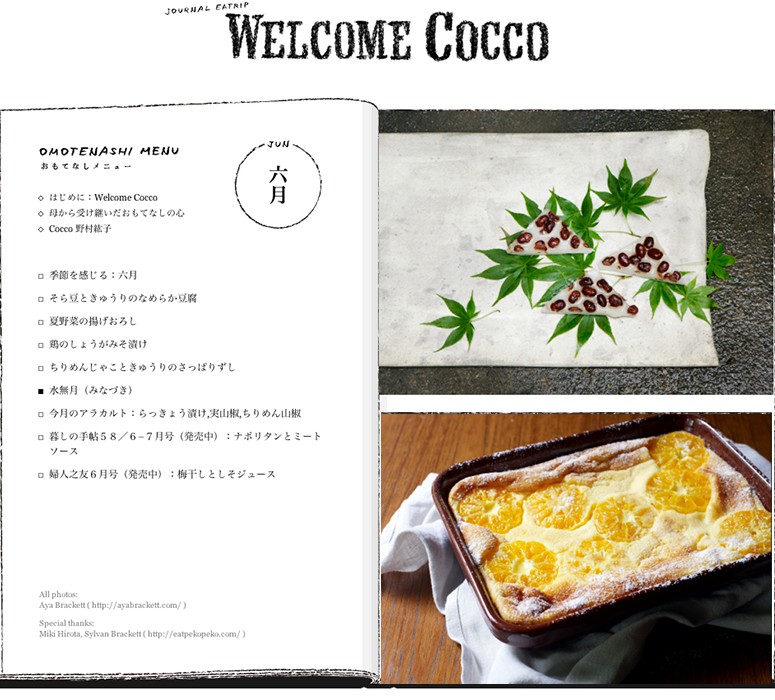 JOURNAL EATRIP
WELCOME COCCO
OMOTENASHI MENU
おもてなしメニュー
JUN
六月
◇ はじめに：Welcome Cocco
◇ 母から受け継いだおもてなしの心
◇ Cocco 野村紘子
□ 季節を感じる：六月
□ そら豆ときゅうりのなめらか豆腐
□ 夏野菜の揚げおろし
□ 鶏のしょうがみそ漬け
□ ちりめんじゃこときゅうりのさっぱりずし
■ 水無月（みなづき）
□ 今月のアラカルト：らっきょう漬け,実山椒,ちりめん山椒
□ 暮しの手帖５８／６−７月号（発売中）：ナポリタンとミート
ソース
□ 婦人之友６月号（発売中）：梅干しとしそジュース
All photos:
Aya Brackett ( http://ayabrackett.com/ )
Special thanks:
Miki Hirota, Sylvan Brackett ( http://eatpekopeko.com/ )